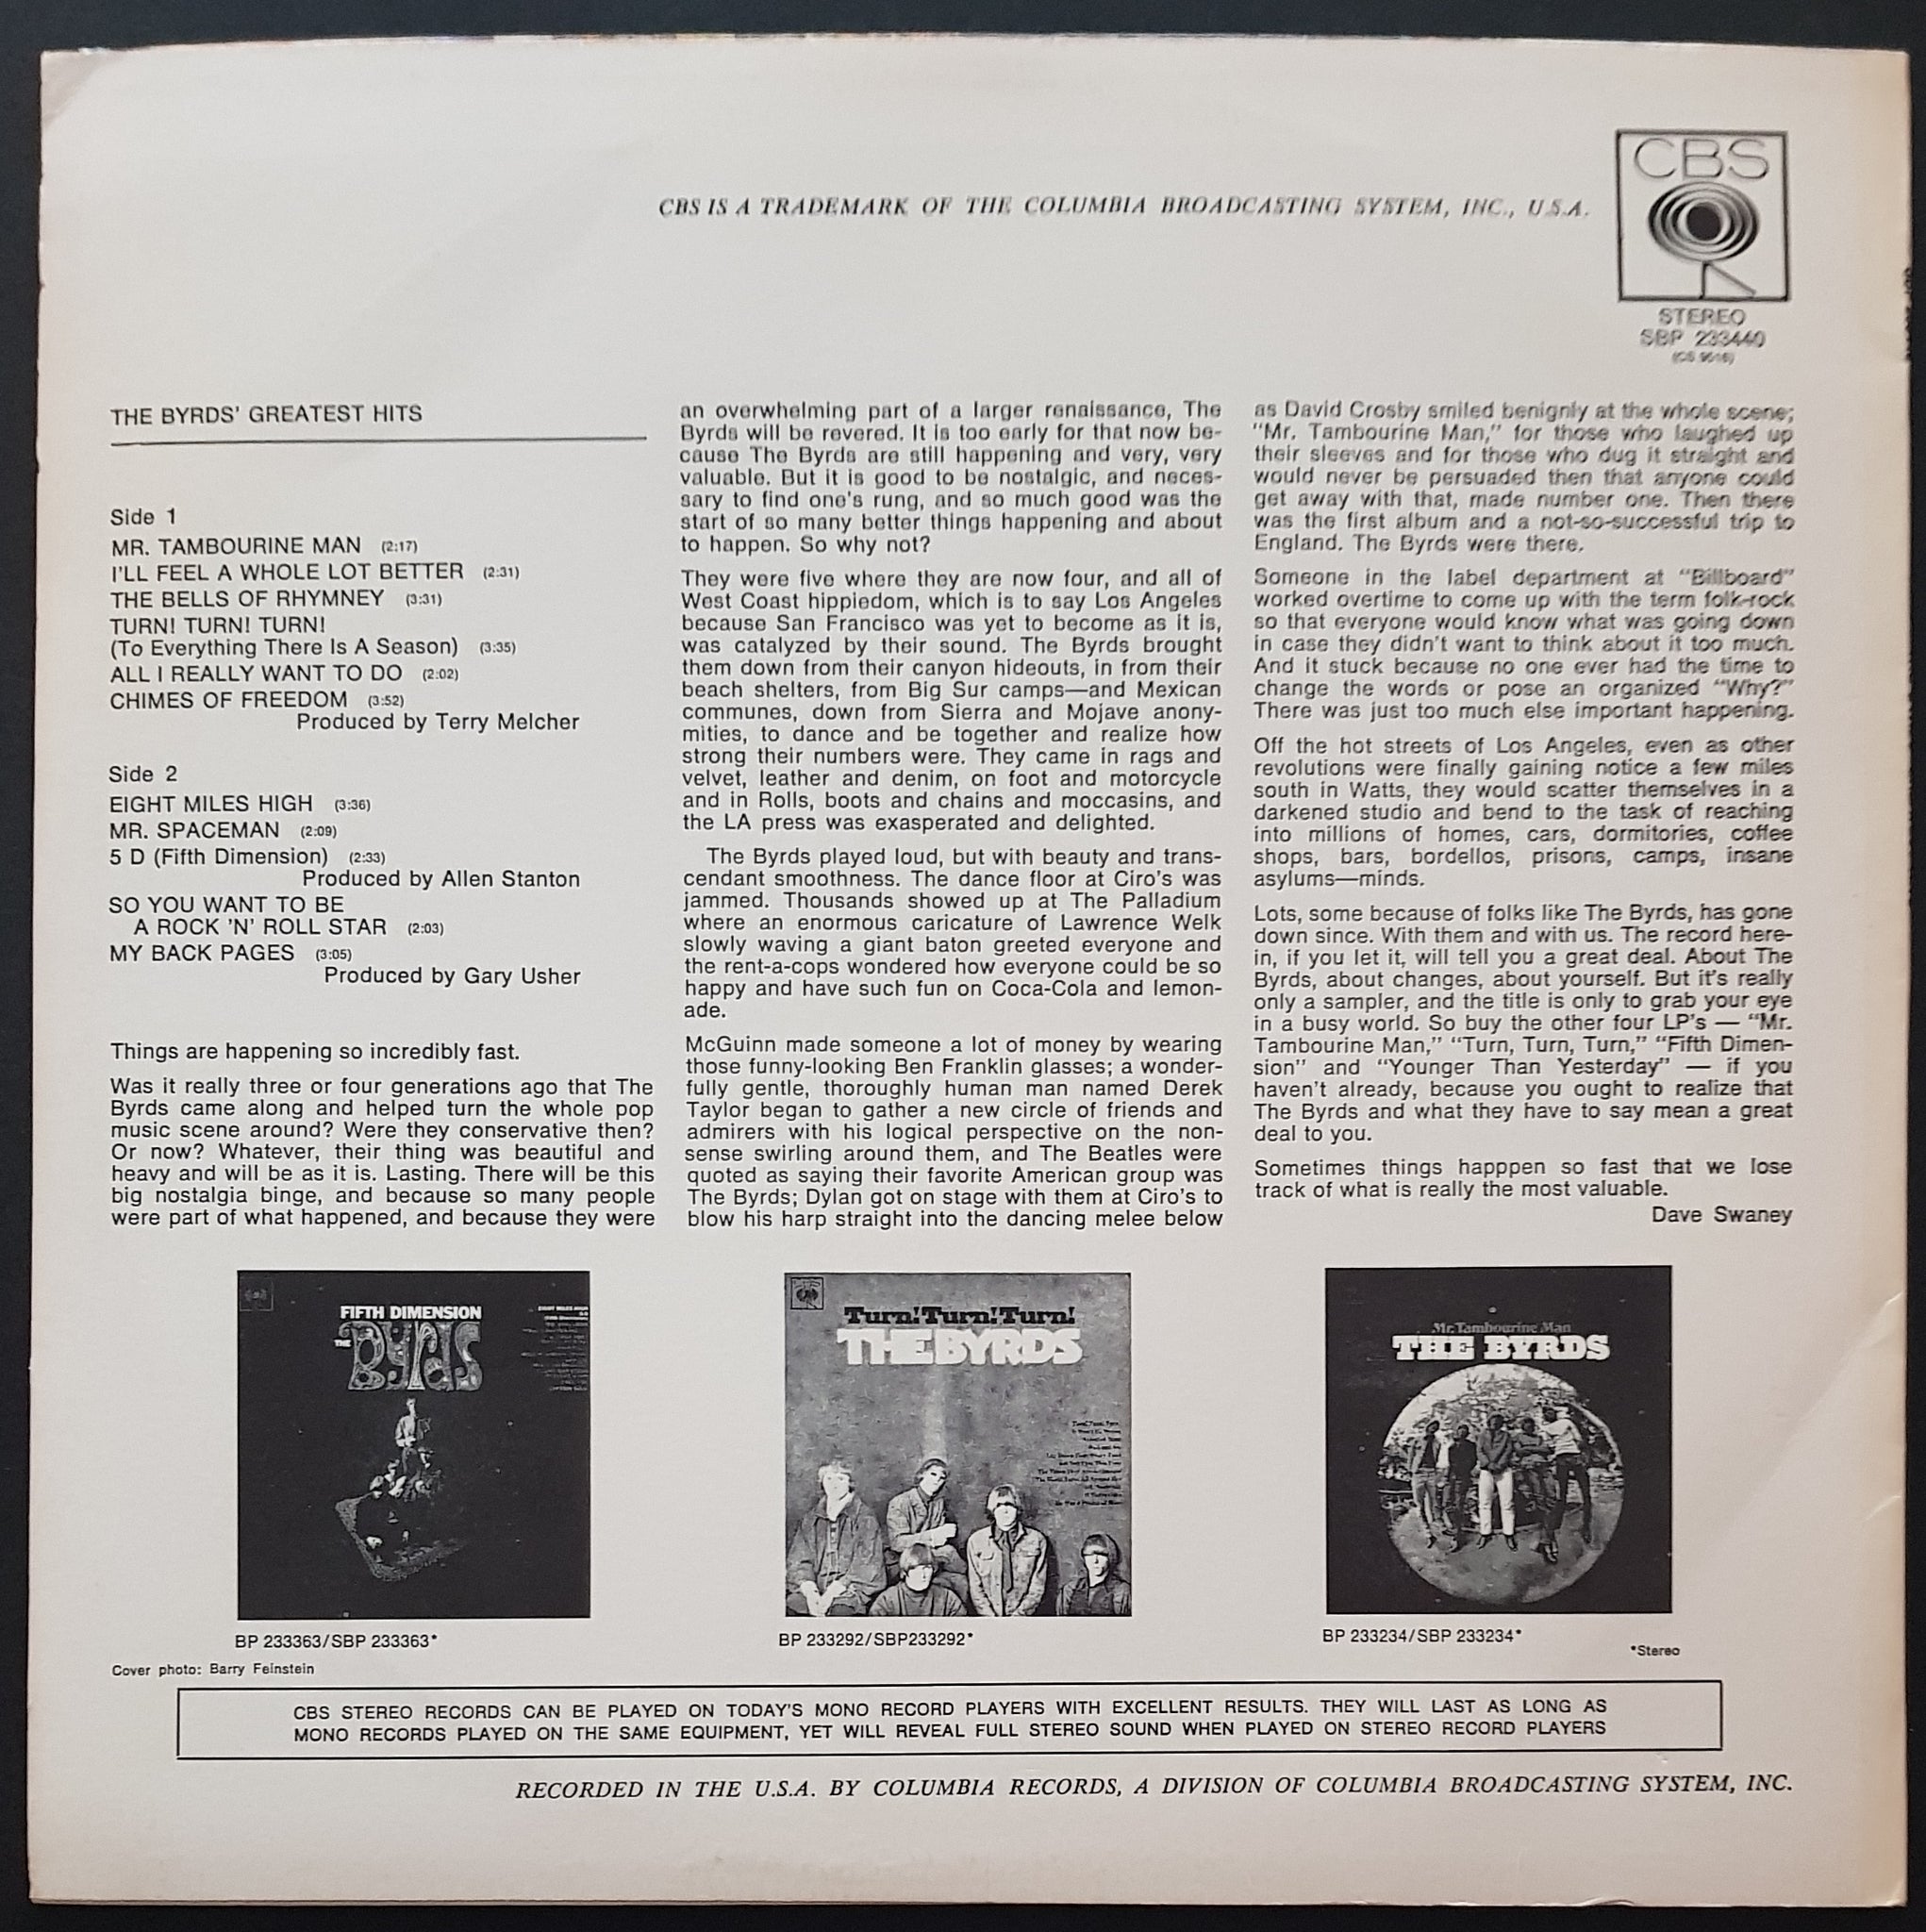 CBS IS A TRADEMARK OF THE COLUMBIA BROADCASTING SYSTEM, INC., U.S.A.
CBS
STEREO
SBP 233440
(CS 9516)
THE BYRDS' GREATEST HITS
Side 1
MR. TAMBOURINE MAN (2:17)
I'LL FEEL A WHOLE LOT BETTER (2:31)
THE BELLS OF RHYMNEY (3:31)
TURN! TURN! TURN!
(To Everything There Is A Season) (3:35)
ALL I REALLY WANT TO DO (2:02)
CHIMES OF FREEDOM (3:52)
Produced by Terry Melcher
Side 2
EIGHT MILES HIGH (3:36)
MR. SPACEMAN (2:09)
5 D (Fifth Dimension) (2:33)
Produced by Allen Stanton
SO YOU WANT TO BE
A ROCK 'N' ROLL STAR (2:03)
MY BACK PAGES (3:05)
Produced by Gary Usher
Things are happening so incredibly fast.
Was it really three or four generations ago that The
Byrds came along and helped turn the whole pop
music scene around? Were they conservative then?
Or now? Whatever, their thing was beautiful and
heavy and will be as it is. Lasting. There will be this
big nostalgia binge, and because so many people
were part of what happened, and because they were
an overwhelming part of a larger renaissance, The
Byrds will be revered. It is too early for that now be-
cause The Byrds are still happening and very, very
valuable. But it is good to be nostalgic, and neces-
sary to find one's rung, and so much good was the
start of so many better things happening and about
to happen. So why not?
They were five where they are now four, and all of
West Coast hippiedom, which is to say Los Angeles
because San Francisco was yet to become as it is,
was catalyzed by their sound. The Byrds brought
them down from their canyon hideouts, in from their
beach shelters, from Big Sur camps—and Mexican
communes, down from Sierra and Mojave anony-
mities, to dance and be together and realize how
strong their numbers were. They came in rags and
velvet, leather and denim, on foot and motorcycle
and in Rolls, boots and chains and moccasins, and
the LA press was exasperated and delighted.
The Byrds played loud, but with beauty and trans-
cendant smoothness. The dance floor at Ciro's was
jammed. Thousands showed up at The Palladium
where an enormous caricature of Lawrence Welk
slowly waving a giant baton greeted everyone and
the rent-a-cops wondered how everyone could be so
happy and have such fun on Coca-Cola and lemon-
ade.
McGuinn made someone a lot of money by wearing
those funny-looking Ben Franklin glasses; a wonder-
fully gentle, thoroughly human man named Derek
Taylor began to gather a new circle of friends and
admirers with his logical perspective on the non-
sense swirling around them, and The Beatles were
quoted as saying their favorite American group was
The Byrds; Dylan got on stage with them at Ciro's to
blow his harp straight into the dancing melee below
as David Crosby smiled benignly at the whole scene;
“Mr. Tambourine Man,” for those who laughed up
their sleeves and for those who dug it straight and
would never be persuaded then that anyone could
get away with that, made number one. Then there
was the first album and a not-so-successful trip to
England. The Byrds were there.
Someone in the label department at “Billboard”
worked overtime to come up with the term folk-rock
so that everyone would know what was going down
in case they didn't want to think about it too much.
And it stuck because no one ever had the time to
change the words or pose an organized “Why?”
There was just too much else important happening.
Off the hot streets of Los Angeles, even as other
revolutions were finally gaining notice a few miles
south in Watts, they would scatter themselves in a
darkened studio and bend to the task of reaching
into millions of homes, cars, dormitories, coffee
shops, bars, bordellos, prisons, camps, insane
asylums—minds.
Lots, some because of folks like The Byrds, has gone
down since. With them and with us. The record here-
in, if you let it, will tell you a great deal. About The
Byrds, about changes, about yourself. But it's really
only a sampler, and the title is only to grab your eye
in a busy world. So buy the other four LP's — “Mr.
Tambourine Man,” “Turn, Turn, Turn,” “Fifth Dimen-
sion” and “Younger Than Yesterday” — if you
haven't already, because you ought to realize that
The Byrds and what they have to say mean a great
deal to you.
Sometimes things happpen so fast that we lose
track of what is really the most valuable.
Dave Swaney
FIFTH DIMENSION
THE BYRDS
Turn! Turn! Turn!
THE BYRDS
Mr. Tambourine Man
THE BYRDS
BP 233363/SBP 233363*
BP 233292/SBP233292*
BP 233234/SBP 233234*
*Stereo
Cover photo: Barry Feinstein
CBS STEREO RECORDS CAN BE PLAYED ON TODAY'S MONO RECORD PLAYERS WITH EXCELLENT RESULTS. THEY WILL LAST AS LONG AS
MONO RECORDS PLAYED ON THE SAME EQUIPMENT, YET WILL REVEAL FULL STEREO SOUND WHEN PLAYED ON STEREO RECORD PLAYERS
RECORDED IN THE U.S.A. BY COLUMBIA RECORDS, A DIVISION OF COLUMBIA BROADCASTING SYSTEM, INC.